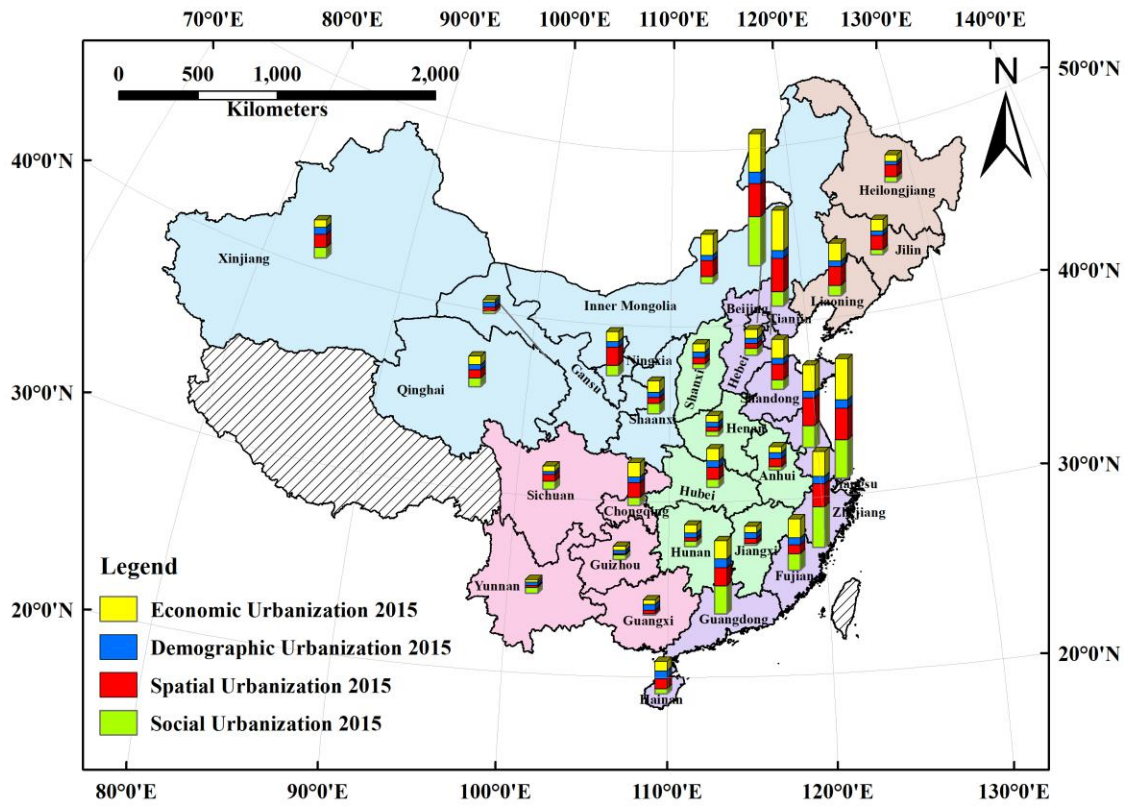 70°0'E 80°0'E 90°0'E 100°0'E 110°0'E 120°0'E 130°0'E 140°0'E
0 500 1,000 2,000
Kilometers
N
50°0'N
40°0'N
Heilongjiang
Xinjiang
Jilin
40°0'N
Inner Mongolia
Liaoning
Beijing
Tianjin
Ningxia
Shanxi
Hebei
Gansu
Qinghai
Shandong
30°0'N
Shaanxi
Henan
30°0'N
Anhui
Jiangsu
Sichuan
Hubei
Chongqing
Zhejiang
Hunan
Jiangxi
Guizhou
Fujian
Legend
Yunnan
20°0'N
Economic Urbanization 2015
Guangxi
Guangdong
Demographic Urbanization 2015
20°0'N
Spatial Urbanization 2015
Hainan
Social Urbanization 2015
80°0'E 90°0'E 100°0'E 110°0'E 120°0'E 130°0'E